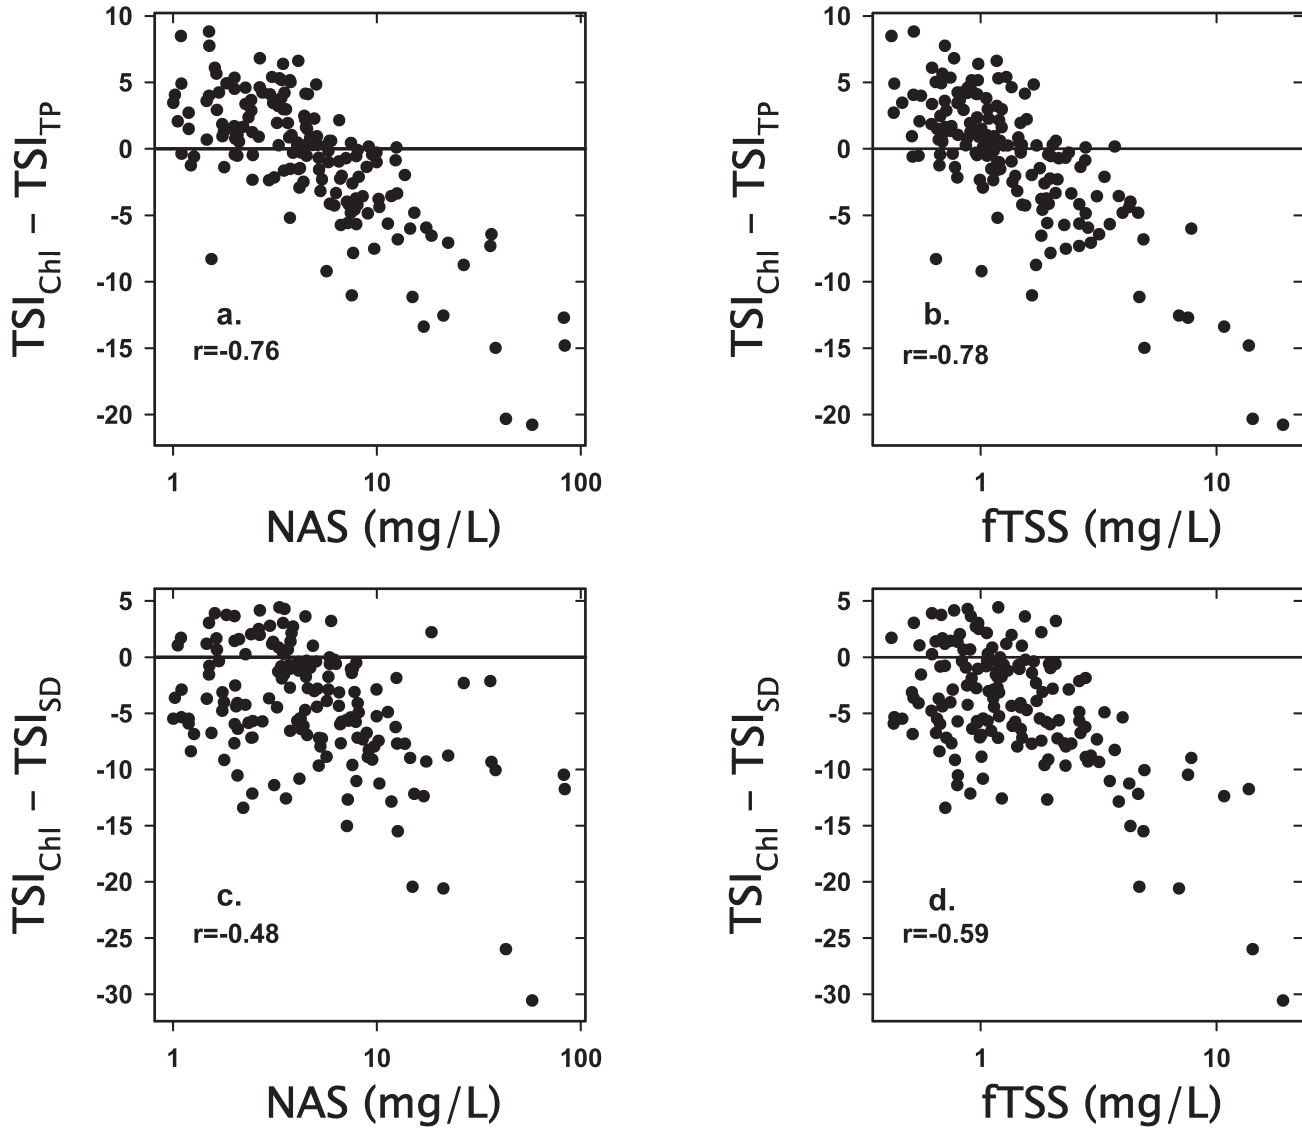 TSIChl – TSITP
10
5
0
-5
-10
-15
-20
a.
r=-0.76
1 10 100
NAS (mg/L)
TSIChl – TSITP
10
5
0
-5
-10
-15
-20
b.
r=-0.78
1 10
fTSS (mg/L)
TSIChl – TSISD
5
0
-5
-10
-15
-20
-25
-30
c.
r=-0.48
1 10 100
NAS (mg/L)
TSIChl – TSISD
5
0
-5
-10
-15
-20
-25
-30
d.
r=-0.59
1 10
fTSS (mg/L)